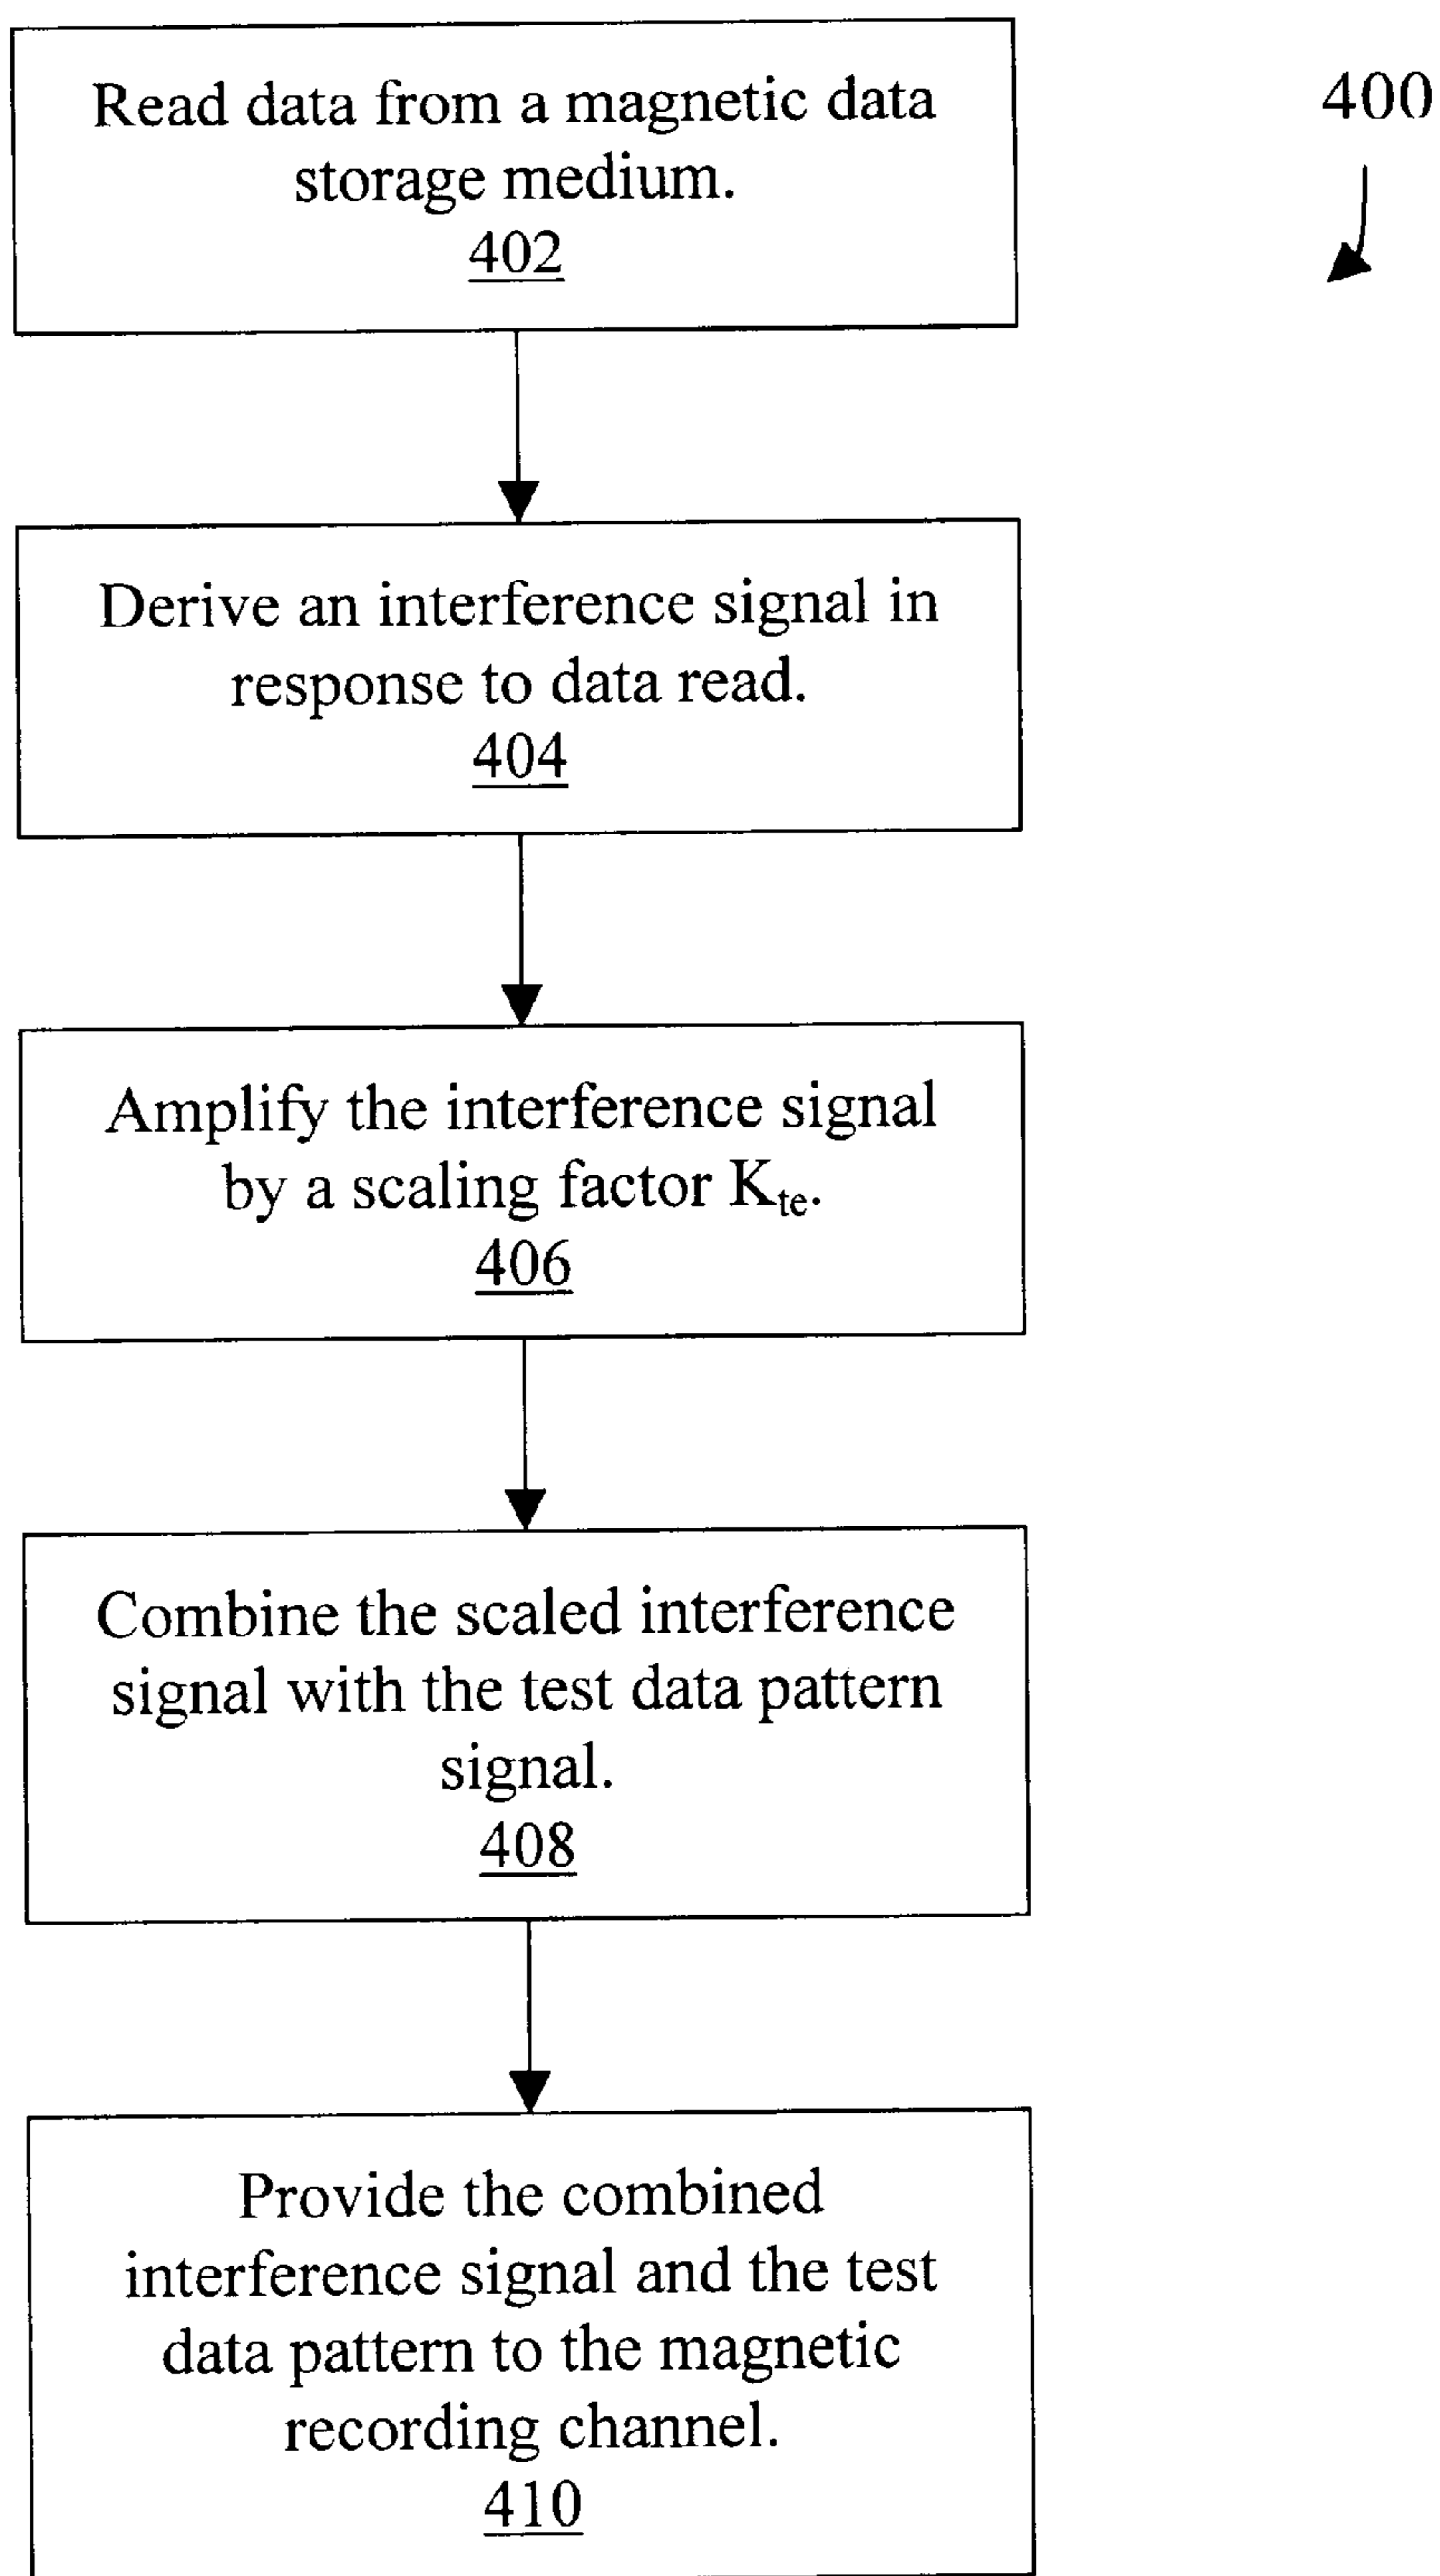 Read data from a magnetic data
storage medium.
402
400
Derive an interference signal in
response to data read.
404
Amplify the interference signal
by a scaling factor Kte.
406
Combine the scaled interference
signal with the test data pattern
signal.
408
Provide the combined
interference signal and the test
data pattern to the magnetic
recording channel.
410